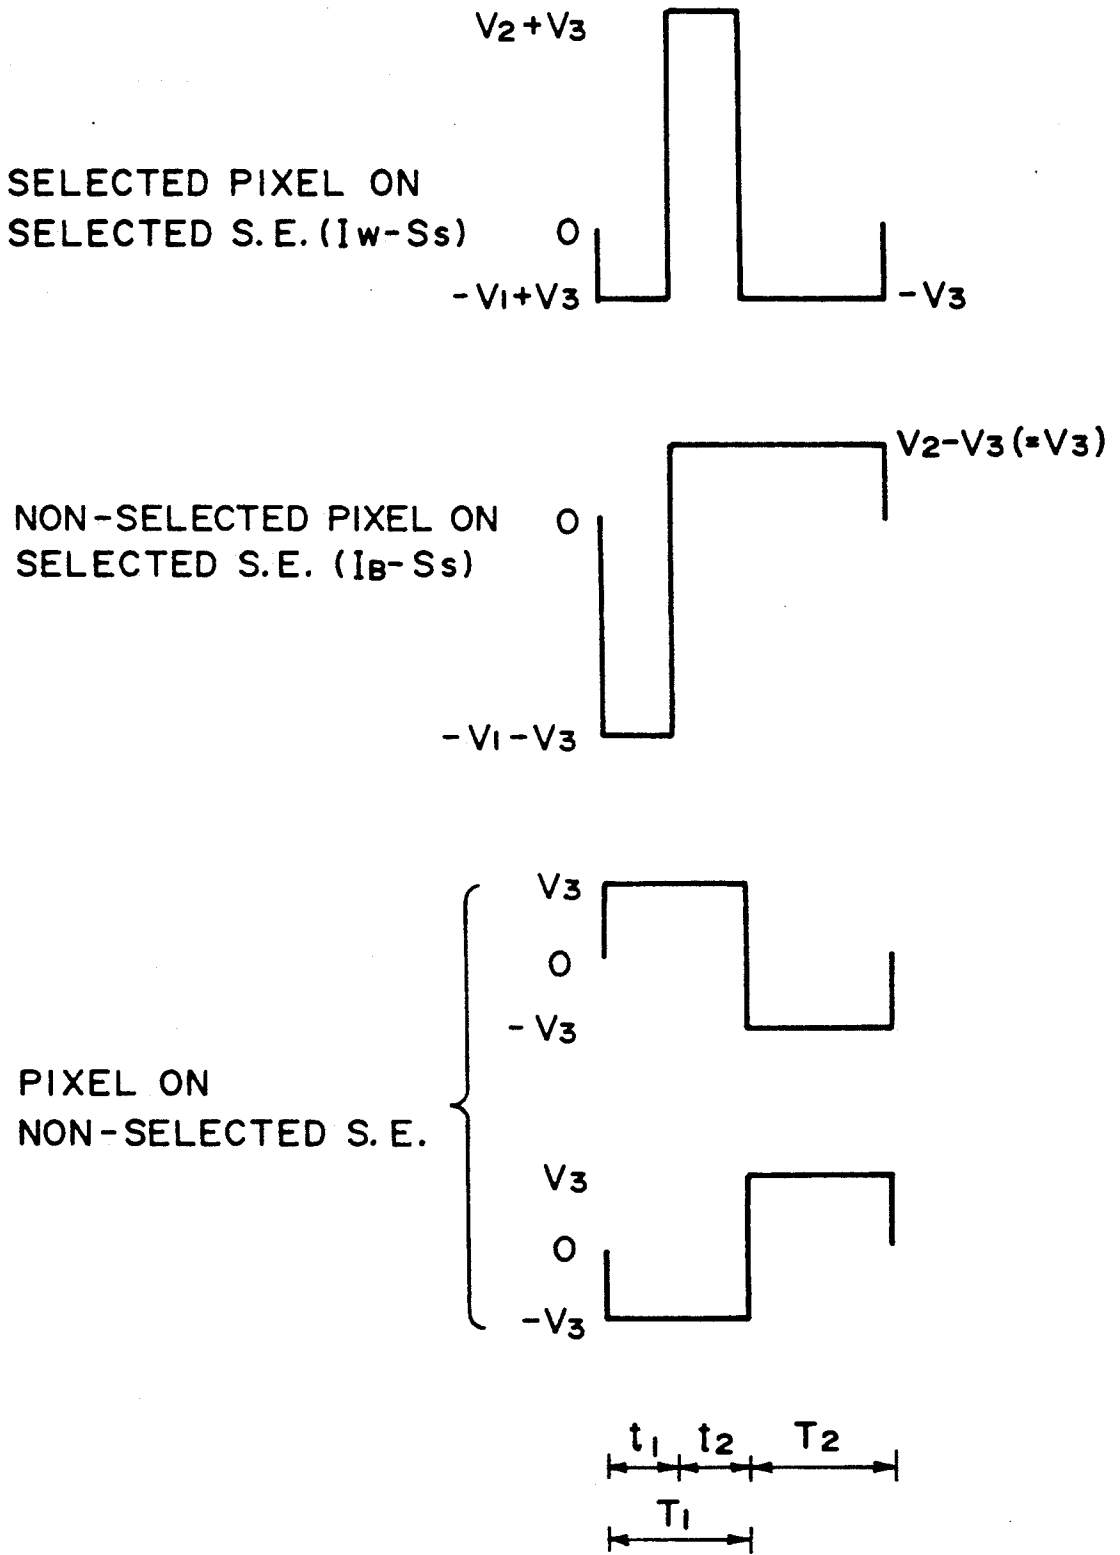 V2+V3
SELECTED PIXEL ON
SELECTED S.E. (IW-SS)
0
-V1+V3
-V3
V2-V3 (=V3)
NON-SELECTED PIXEL ON
SELECTED S.E. (IB-SS)
0
-V1-V3
V3
0
-V3
PIXEL ON
NON-SELECTED S.E.
V3
0
-V3
t1 t2 T2
T1